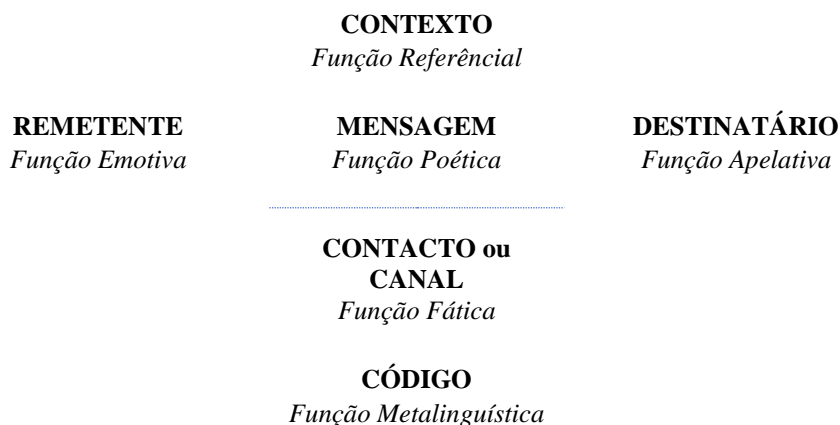 CONTEXTO
Função Referêncial
REMETENTE MENSAGEM DESTINATÁRIO
Função Emotiva Função Poética Função Apelativa
CONTACTO ou
CANAL
Função Fática
CÓDIGO
Função Metalinguística